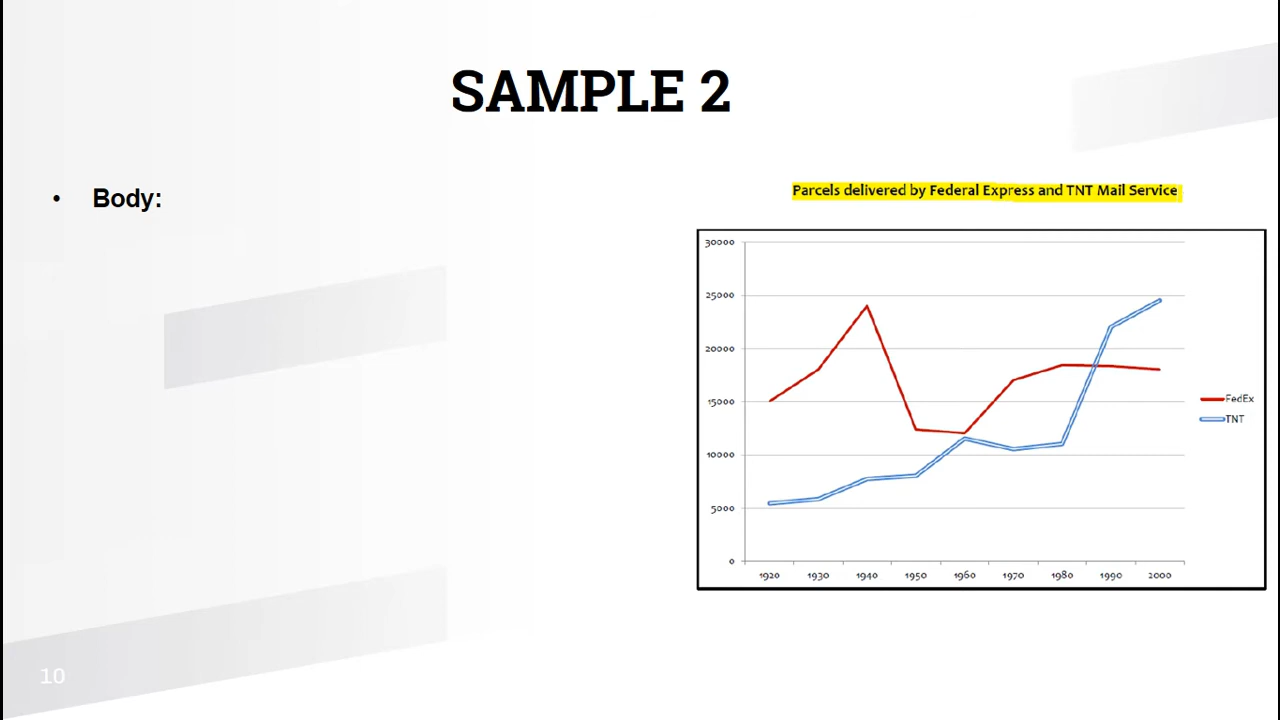 SAMPLE 2
• Body:
Parcels delivered by Federal Express and TNT Mail Service
30000
25000
20000
15000
10000
5000
0
FedEx
TNT
1920 1930 1940 1950 1960 1970 1980 1990 2000
10